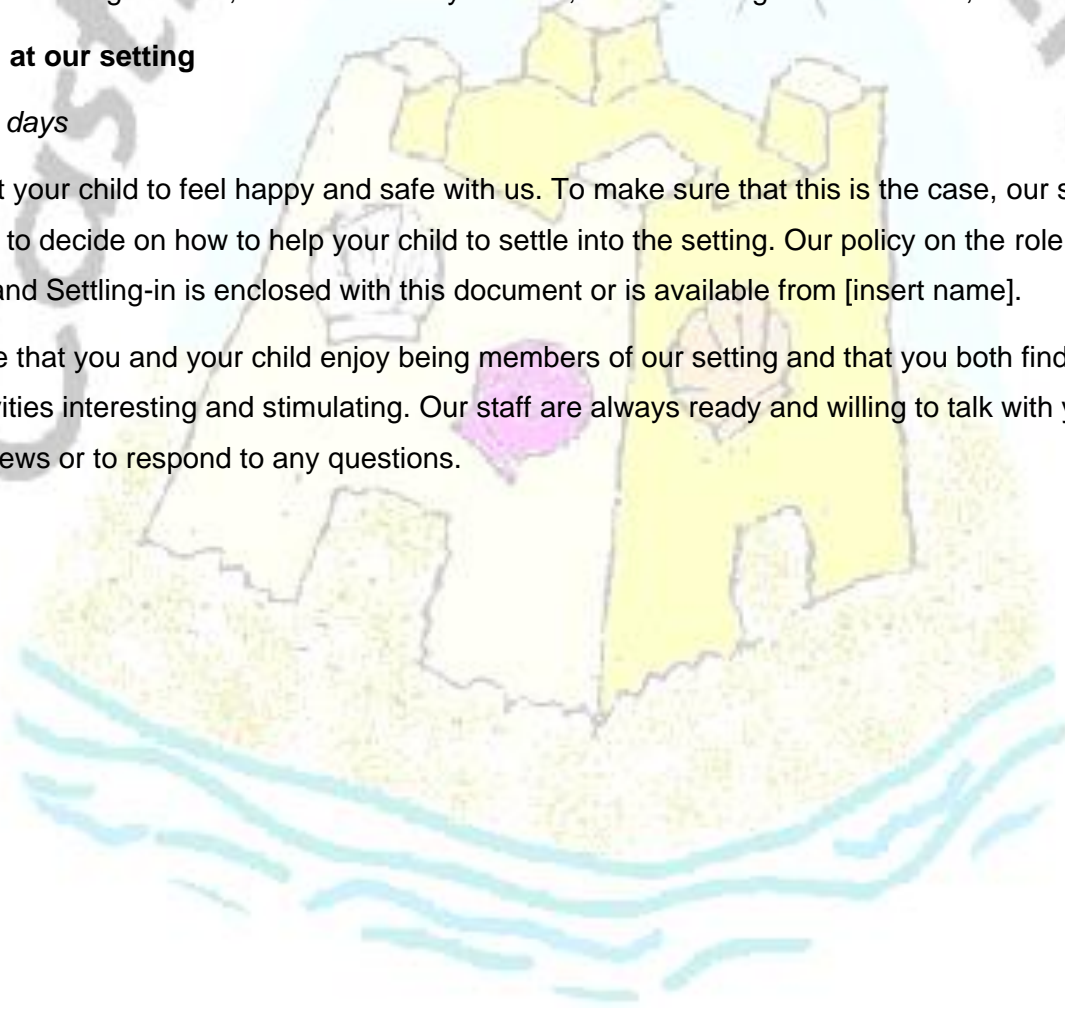 at our setting
days
t your child to feel happy and safe with us. To make sure that this is the case, our s
to decide on how to help your child to settle into the setting. Our policy on the role
and Settling-in is enclosed with this document or is available from [insert name].
e that you and your child enjoy being members of our setting and that you both find
vities interesting and stimulating. Our staff are always ready and willing to talk with y
ews or to respond to any questions.